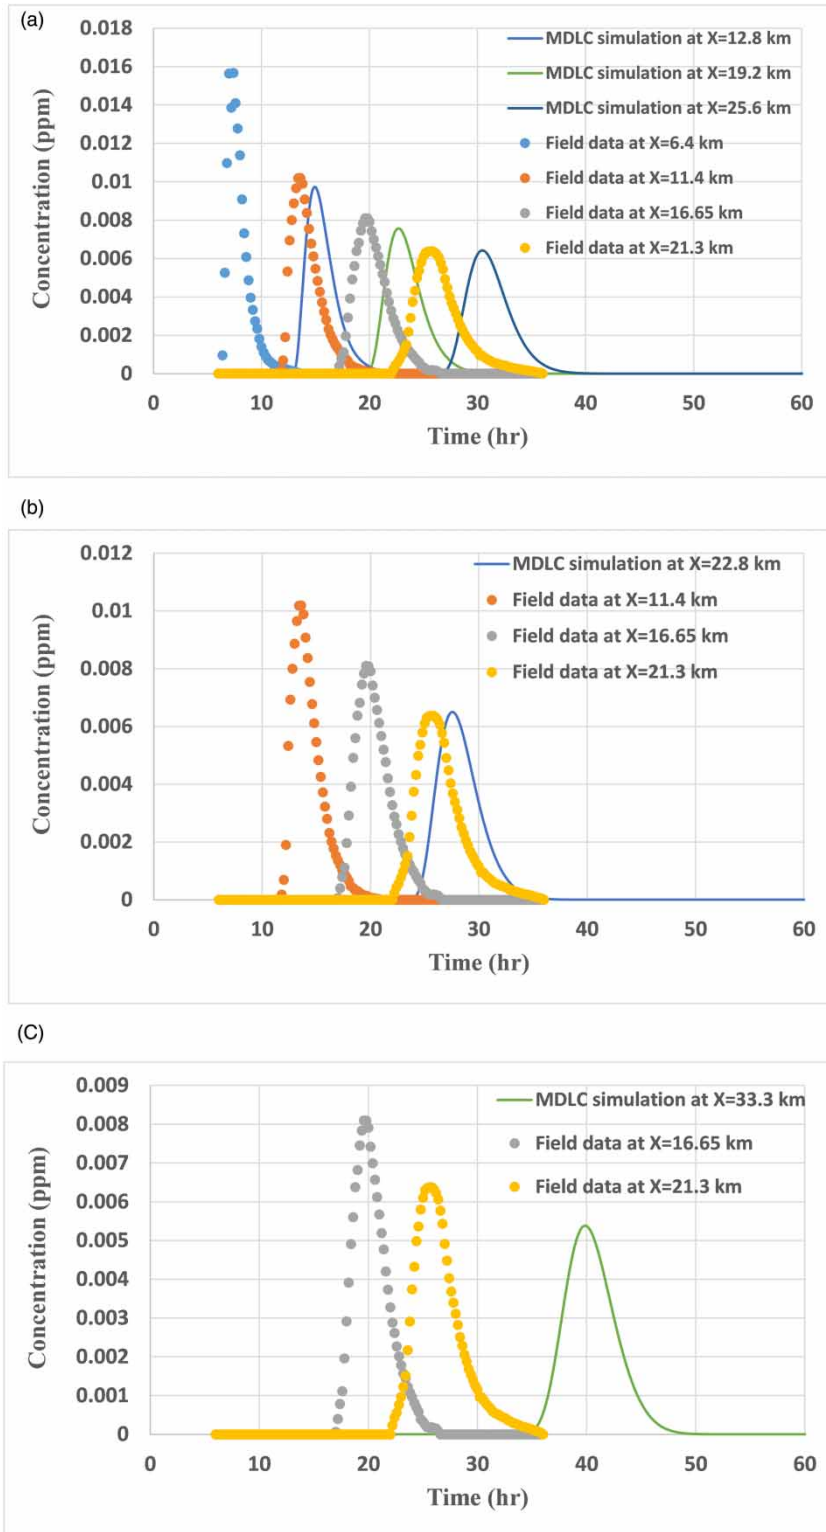 (a)
0.018
0.016
0.014
0.012
0.01
0.008
0.006
0.004
0.002
0
Concentration (ppm)
MDLC simulation at X=12.8 km
MDLC simulation at X=19.2 km
MDLC simulation at X=25.6 km
Field data at X=6.4 km
Field data at X=11.4 km
Field data at X=16.65 km
Field data at X=21.3 km
0 10 20 30 40 50 60
Time (hr)
(b)
0.012
0.01
0.008
0.006
0.004
0.002
0
Concentration (ppm)
MDLC simulation at X=22.8 km
Field data at X=11.4 km
Field data at X=16.65 km
Field data at X=21.3 km
0 10 20 30 40 50 60
Time (hr)
(C)
0.009
0.008
0.007
0.006
0.005
0.004
0.003
0.002
0.001
0
Concentration (ppm)
MDLC simulation at X=33.3 km
Field data at X=16.65 km
Field data at X=21.3 km
0 10 20 30 40 50 60
Time (hr)